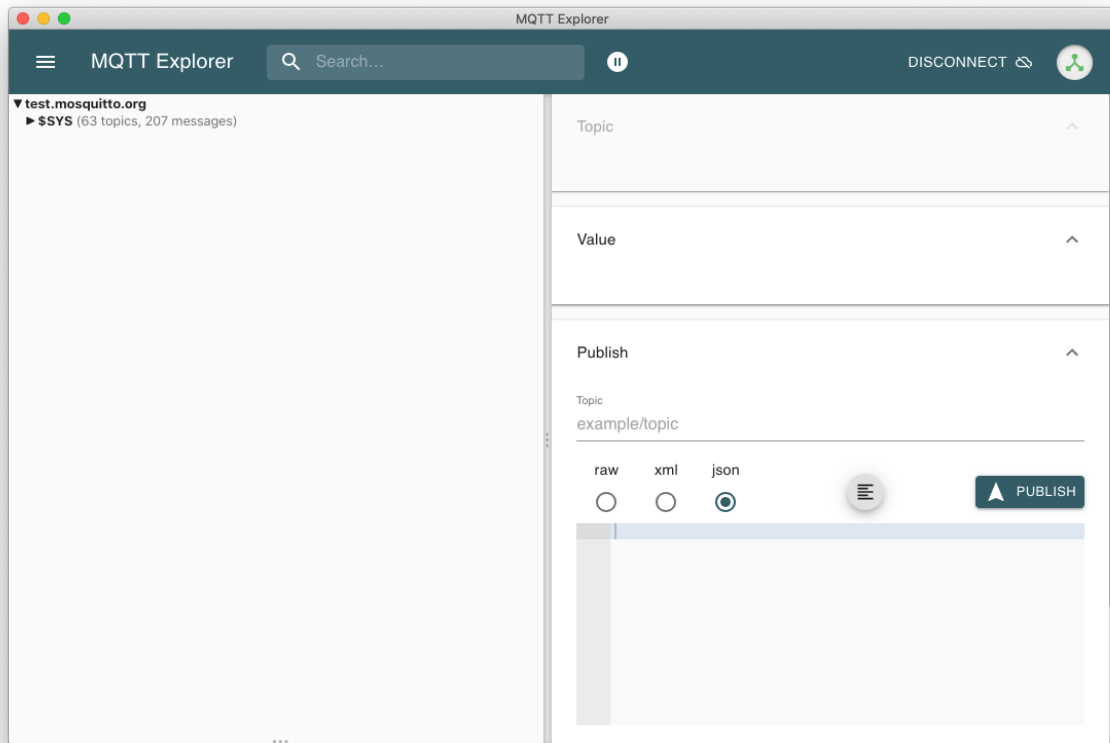 MQTT Explorer
MQTT Explorer
Search...
DISCONNECT
test.mosquitto.org
$SYS (63 topics, 207 messages)
Topic
Value
Publish
Topic
example/topic
raw xml json
PUBLISH